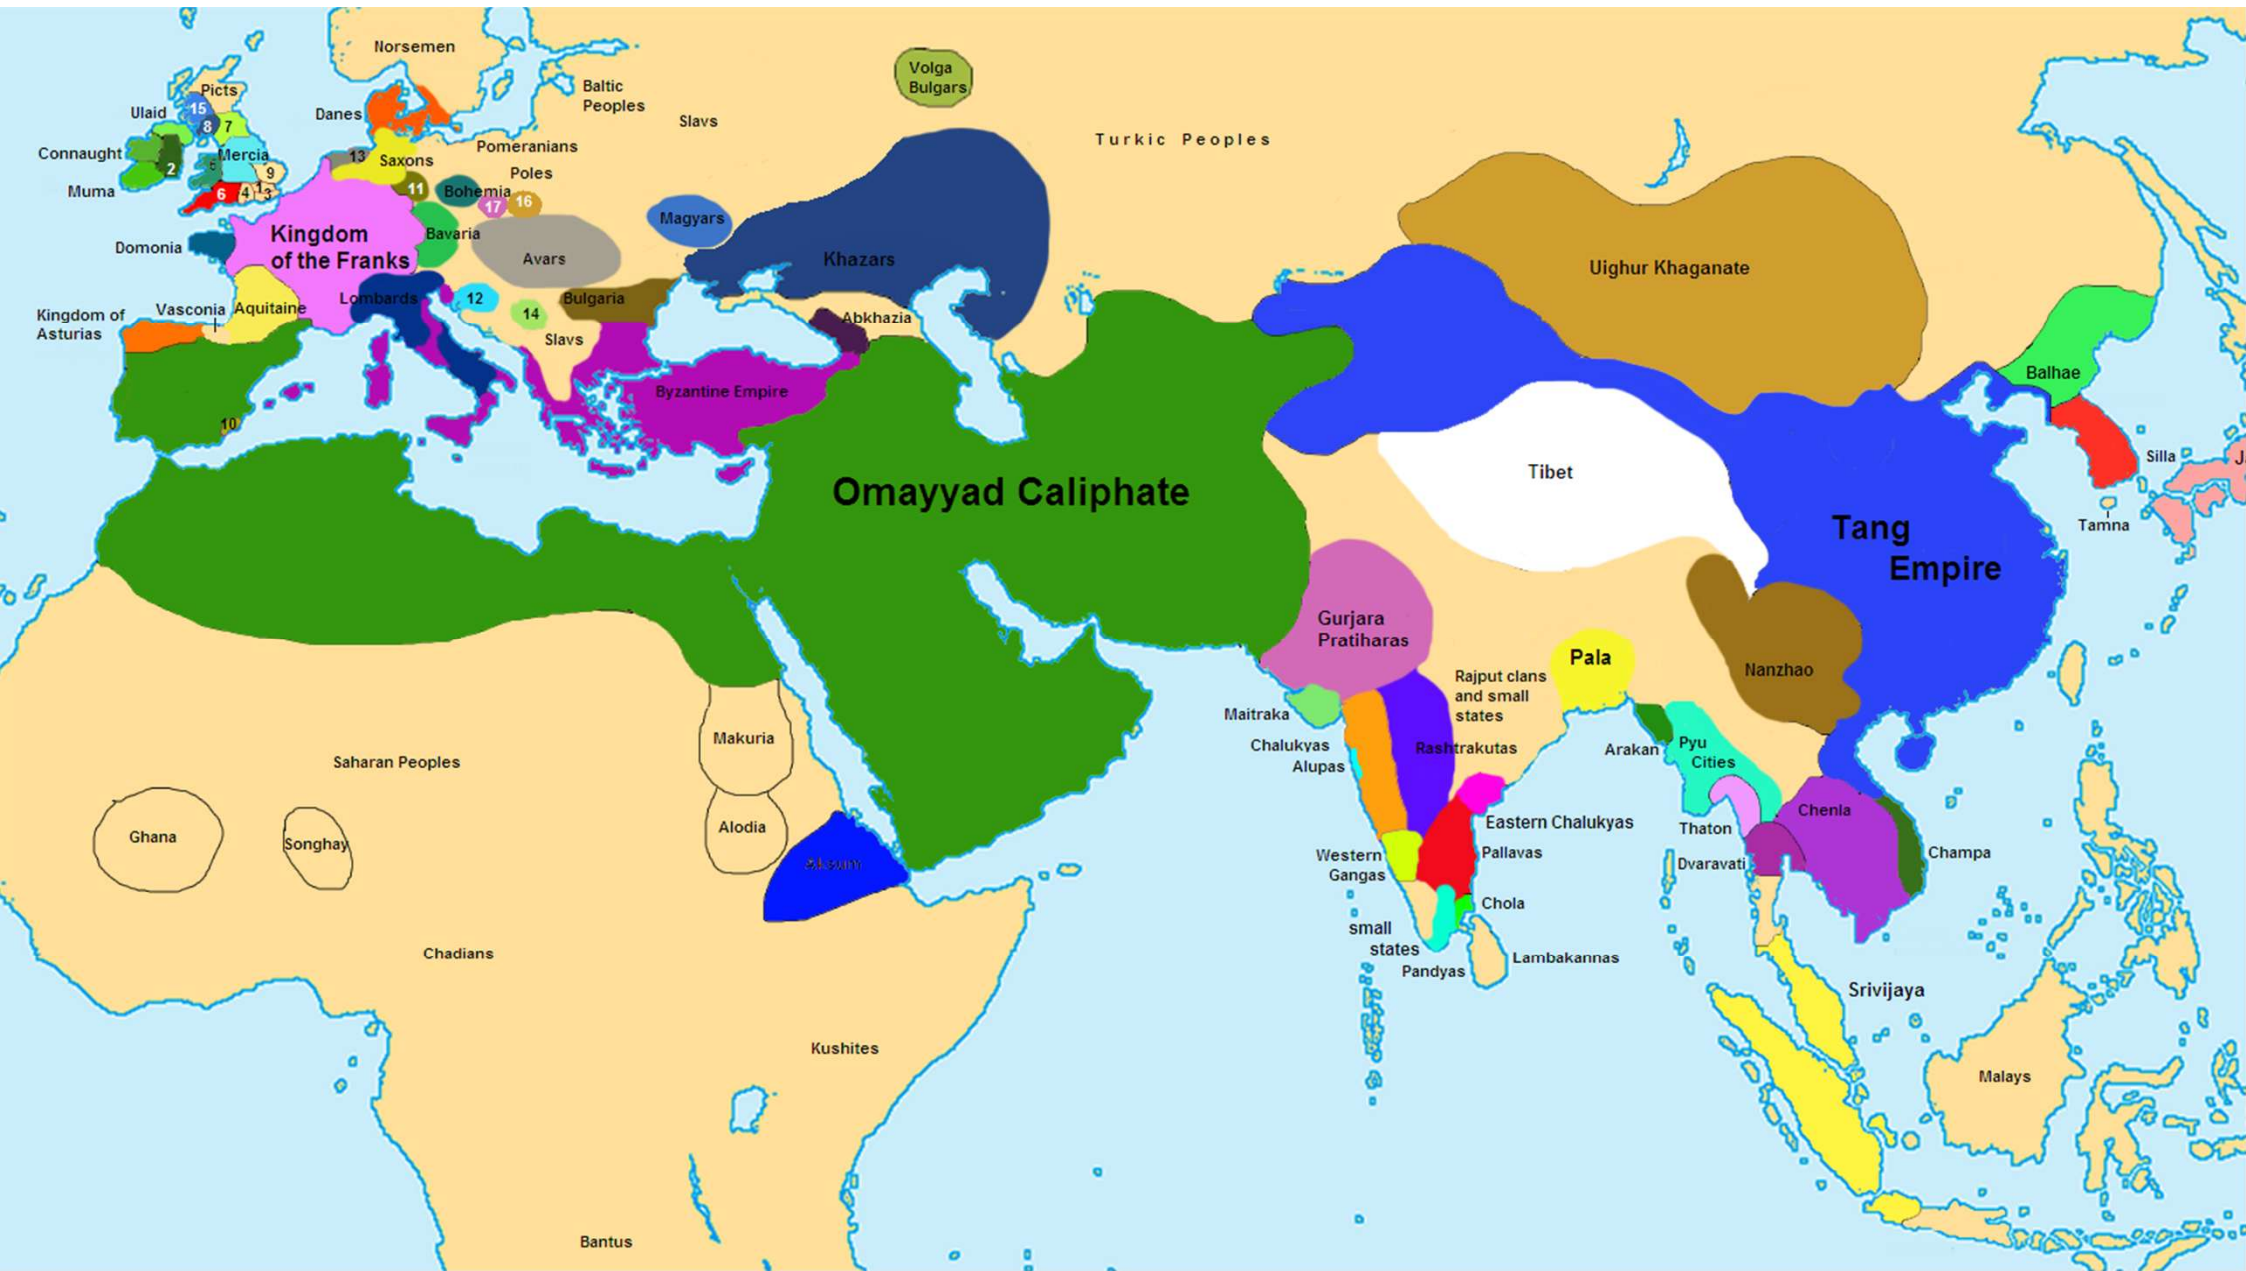 Norsemen
Volga
Bulgars
Baltic
Peoples
Picts
Ulaid
15
Danes
Slavs
8
7
Turkic Peoples
Connaught
Mercia
13
Saxons
Pomeranians
2
9
Poles
Muma
6
4
1
3
11
Bohemia
17
16
Magyars
Domonia
Kingdom
of the Franks
Bavaria
Avars
Khazars
Uighur Khaganate
Lombards
12
Bulgaria
Vasconia
Aquitaine
Kingdom of
Asturias
14
Abkhazia
Slavs
Balhae
Byzantine Empire
10
Silla
J
Tibet
Omayyad Caliphate
Tang
Empire
Tamna
Gurjara
Pratiharas
Pala
Nanzhao
Rajput clans
and small
states
Maitraka
Makuria
Chalukyas
Rashtrakutas
Arakan
Pyu
Cities
Alupas
Saharan Peoples
Ghana
Songhay
Alodia
Aksum
Eastern Chalukyas
Chenla
Thaton
Western
Gangas
Pallavas
Dvaravati
Champa
Chola
small
states
Pandyas
Lambakannas
Chadians
Srivijaya
Kushites
Malays
Bantus